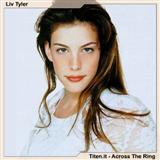 Liv Tyler
Titen.It - Across The Ring